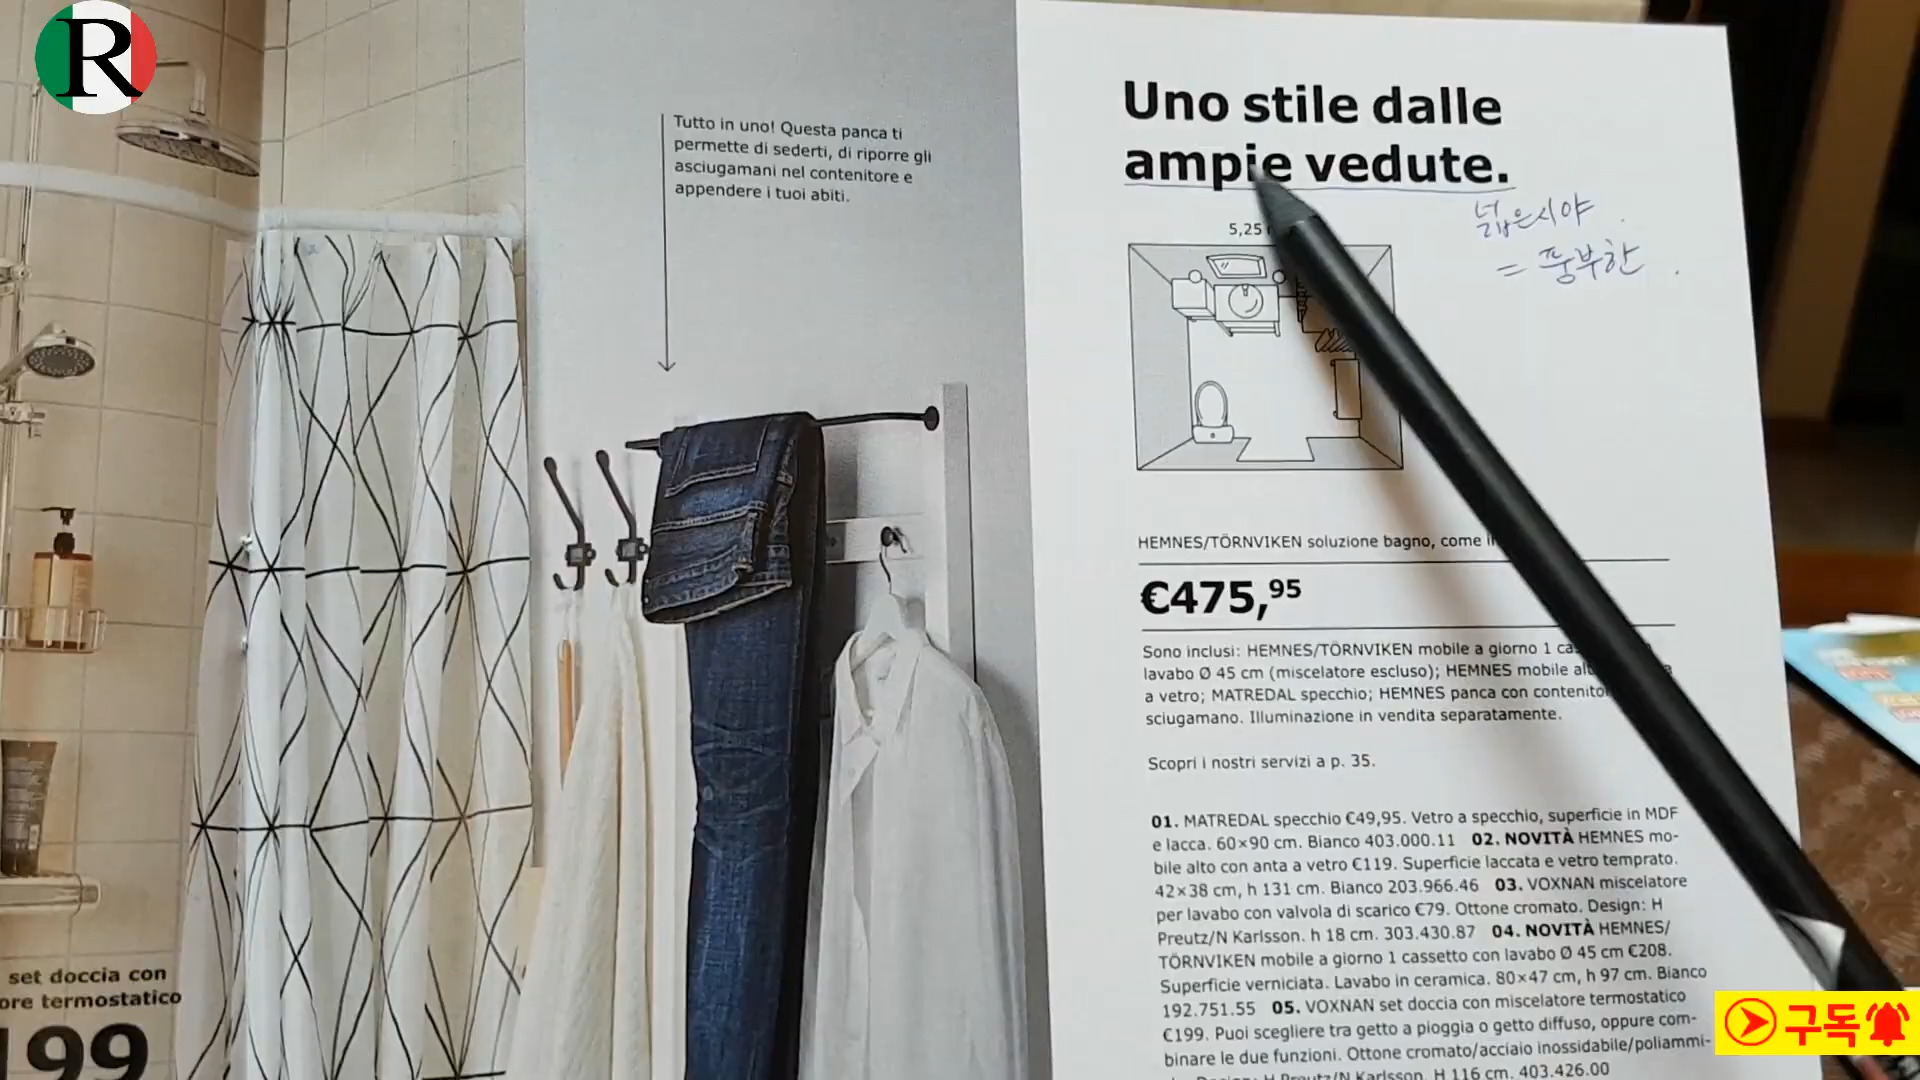 R
Tutto in uno! Questa panca ti
permette di sederti, di riporre gli
asciugamani nel contenitore e
appendere i tuoi abiti.
set doccia con
ore termostatico
199
Uno stile dalle
ampie vedute.
넓은시야
= 풍부한
5,25
HEMNES/TÖRNVIKEN soluzione bagno, come
€475,95
Sono inclusi: HEMNES/TÖRNVIKEN mobile a giorno 1
lavabo Ø 45 cm (miscelatore escluso); HEMNES mobile
a vetro; MATREDAL specchio; HEMNES panca con
sciugamano. Illuminazione in vendita separatamente.
Scopri i nostri servizi a p. 35.
01. MATREDAL specchio €49,95. Vetro a specchio, superficie in MDF
e lacca. 60×90 cm. Bianco 403.000.11 02. NOVITÀ HEMNES mo-
bile alto con anta a vetro €119. Superficie laccata e vetro temprato.
42×38 cm, h 131 cm. Bianco 203.966.46 03. VOXNAN miscelatore
per lavabo con valvola di scarico €79. Ottone cromato. Design: H
Preutz/N Karlsson. h 18 cm. 303.430.87 04. NOVITÀ HEMNES/
TÖRNVIKEN mobile a giorno 1 cassetto con lavabo Ø 45 cm €208.
Superficie verniciata. Lavabo in ceramica. 80×47 cm, h 97 cm. Bianco
192.751.55 05. VOXNAN set doccia con miscelatore termostatico
€199. Puoi scegliere tra getto a pioggia o getto diffuso, oppure com-
binare le due funzioni. Ottone cromato/acciaio inossidabile/poliammi-
H Preutz/N Karlsson. H 116 cm. 403.426.00
구독